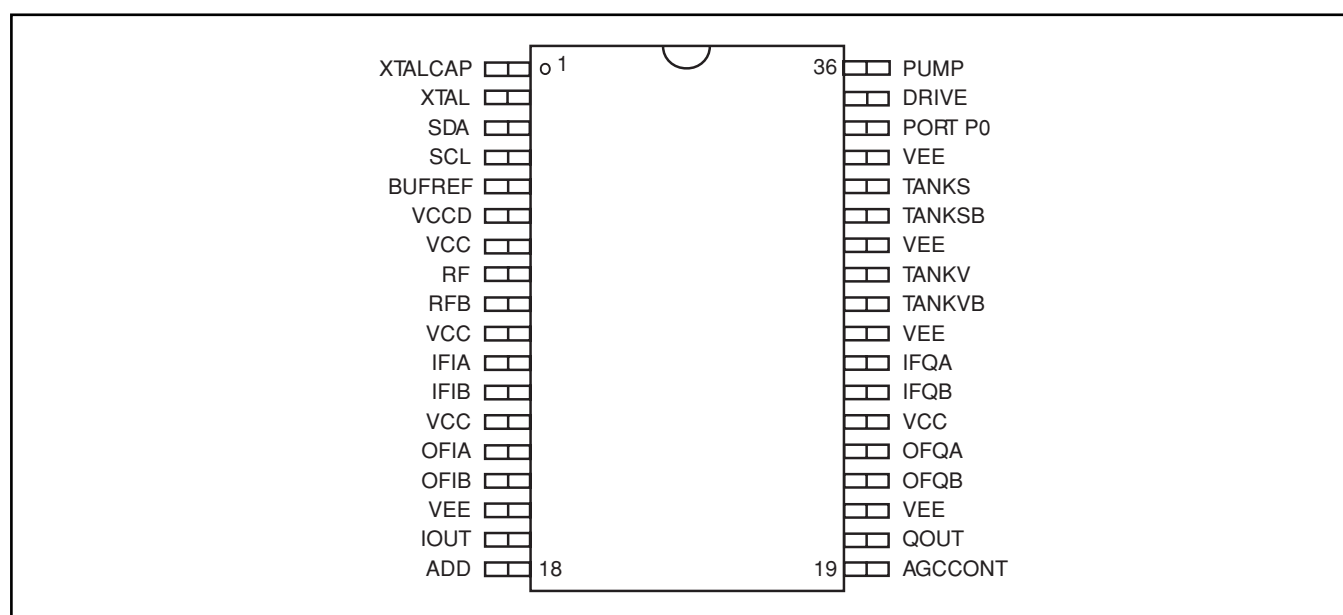 XTALCAP 1 36 PUMP
XTAL DRIVE
SDA PORT P0
SCL VEE
BUFREF TANKS
VCCD TANKSB
VCC VEE
RF TANKV
RFB TANKVB
VCC VEE
IFIA IFQA
IFIB IFQB
VCC VCC
OFIA OFQA
OFIB OFQB
VEE VEE
IOUT QOUT
ADD 18 19 AGCCONT